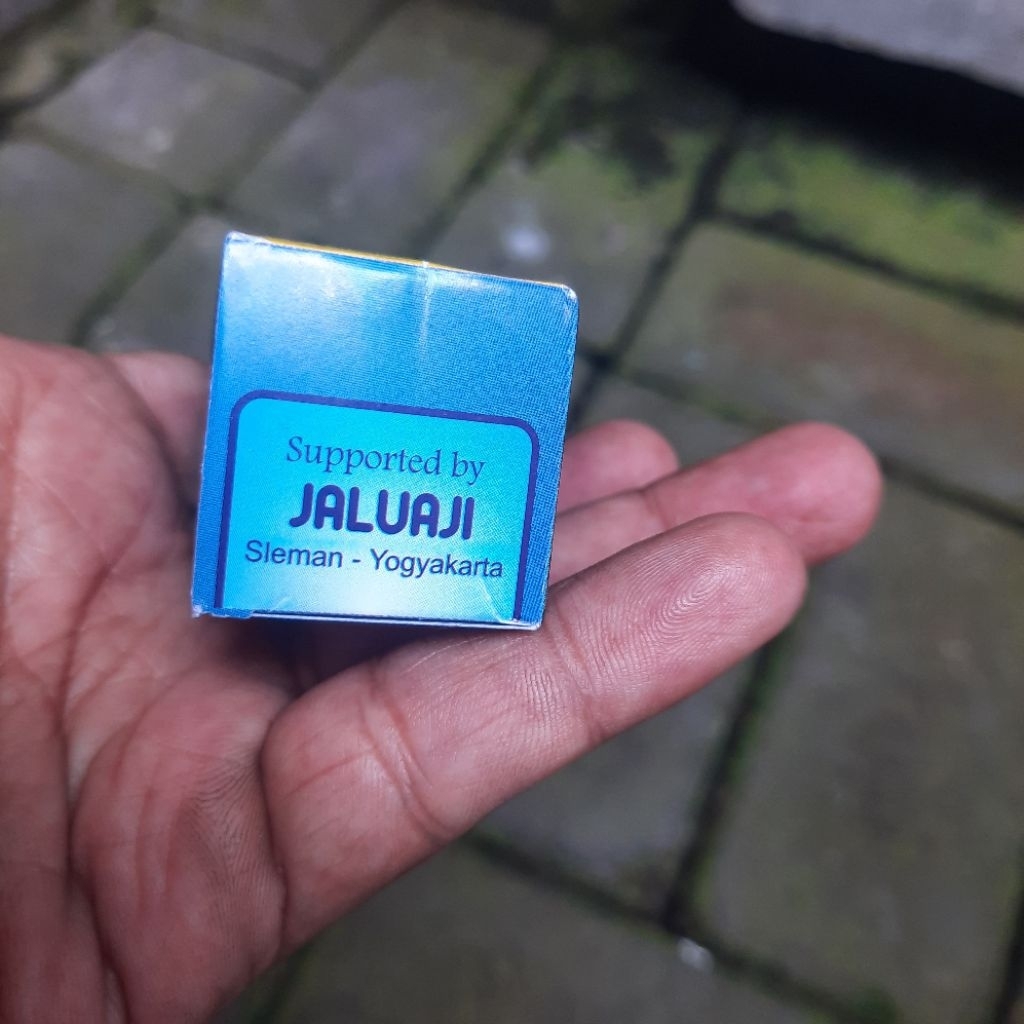 Supported by
JALUAJI
Sleman - Yogyakarta